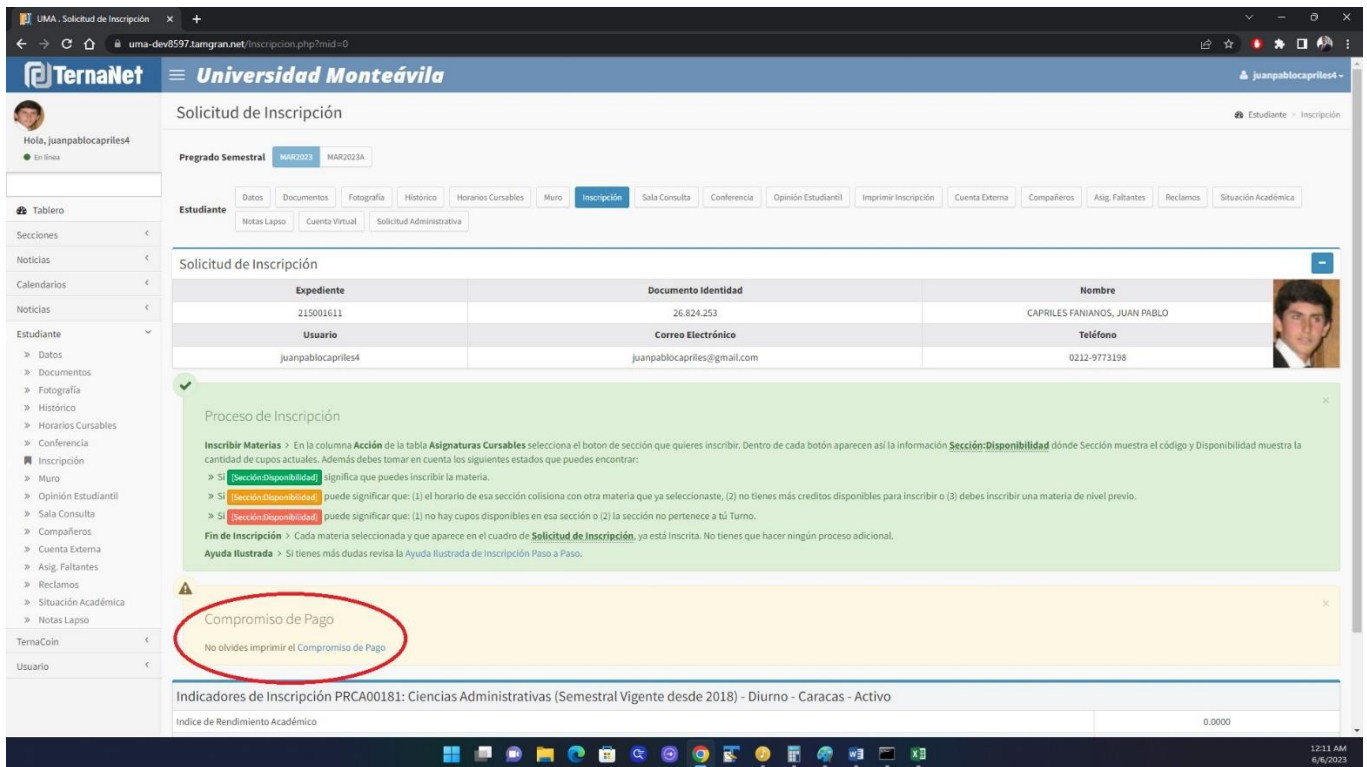 UMA . Solicitud de Inscripción
uma-dev8597.tamgran.net/Inscripcion.php?mid=0
TernaNet
Universidad Monteávila
juanpablocapriles4
Hola, juanpablocapriles4
En línea
Tablero
Secciones
Noticias
Calendarios
Noticias
Estudiante
» Datos
» Documentos
» Fotografía
» Histórico
» Horarios Cursables
» Conferencia
Inscripción
» Muro
» Opinión Estudiantil
» Sala Consulta
» Compañeros
» Cuenta Externa
» Asig. Faltantes
» Reclamos
» Situación Académica
» Notas Lapso
TernaCoin
Usuario
Solicitud de Inscripción
Estudiante > Inscripción
Pregrado Semestral MAR2023 MAR2023A
Estudiante
Datos Documentos Fotografía Histórico Horarios Cursables Muro Inscripción Sala Consulta Conferencia Opinión Estudiantil Imprimir Inscripción Cuenta Externa Compañeros Asig. Faltantes Reclamos Situación Académica
Notas Lapso Cuenta Virtual Solicitud Administrativa
Solicitud de Inscripción
Expediente Documento Identidad Nombre
215001611 26.824.253 CAPRILES FANIANOS, JUAN PABLO
Usuario Correo Electrónico Teléfono
juanpablocapriles4 juanpablocapriles@gmail.com 0212-9773198
Proceso de Inscripción
Inscribir Materias > En la columna Acción de la tabla Asignaturas Cursables selecciona el boton de sección que quieres inscribir. Dentro de cada botón aparecen así la información Sección:Disponibilidad dónde Sección muestra el código y Disponibilidad muestra la
cantidad de cupos actuales. Además debes tomar en cuenta los siguientes estados que puedes encontrar:
» Si [Sección:Disponibilidad] significa que puedes inscribir la materia.
» Si [Sección:Disponibilidad] puede significar que: (1) el horario de esa sección colisiona con otra materia que ya seleccionaste, (2) no tienes más creditos disponibles para inscribir o (3) debes inscribir una materia de nivel previo.
» Si [Sección:Disponibilidad] puede significar que: (1) no hay cupos disponibles en esa sección o (2) la sección no pertenece a tú Turno.
Fin de Inscripción > Cada materia seleccionada y que aparece en el cuadro de Solicitud de Inscripción, ya está Inscrita. No tienes que hacer ningún proceso adicional.
Ayuda Ilustrada > Si tienes más dudas revisa la Ayuda Ilustrada de Inscripción Paso a Paso.
Compromiso de Pago
No olvides imprimir el Compromiso de Pago
Indicadores de Inscripción PRCA00181: Ciencias Administrativas (Semestral Vigente desde 2018) - Diurno - Caracas - Activo
Indice de Rendimiento Académico 0.0000
12:11 AM
6/6/2023